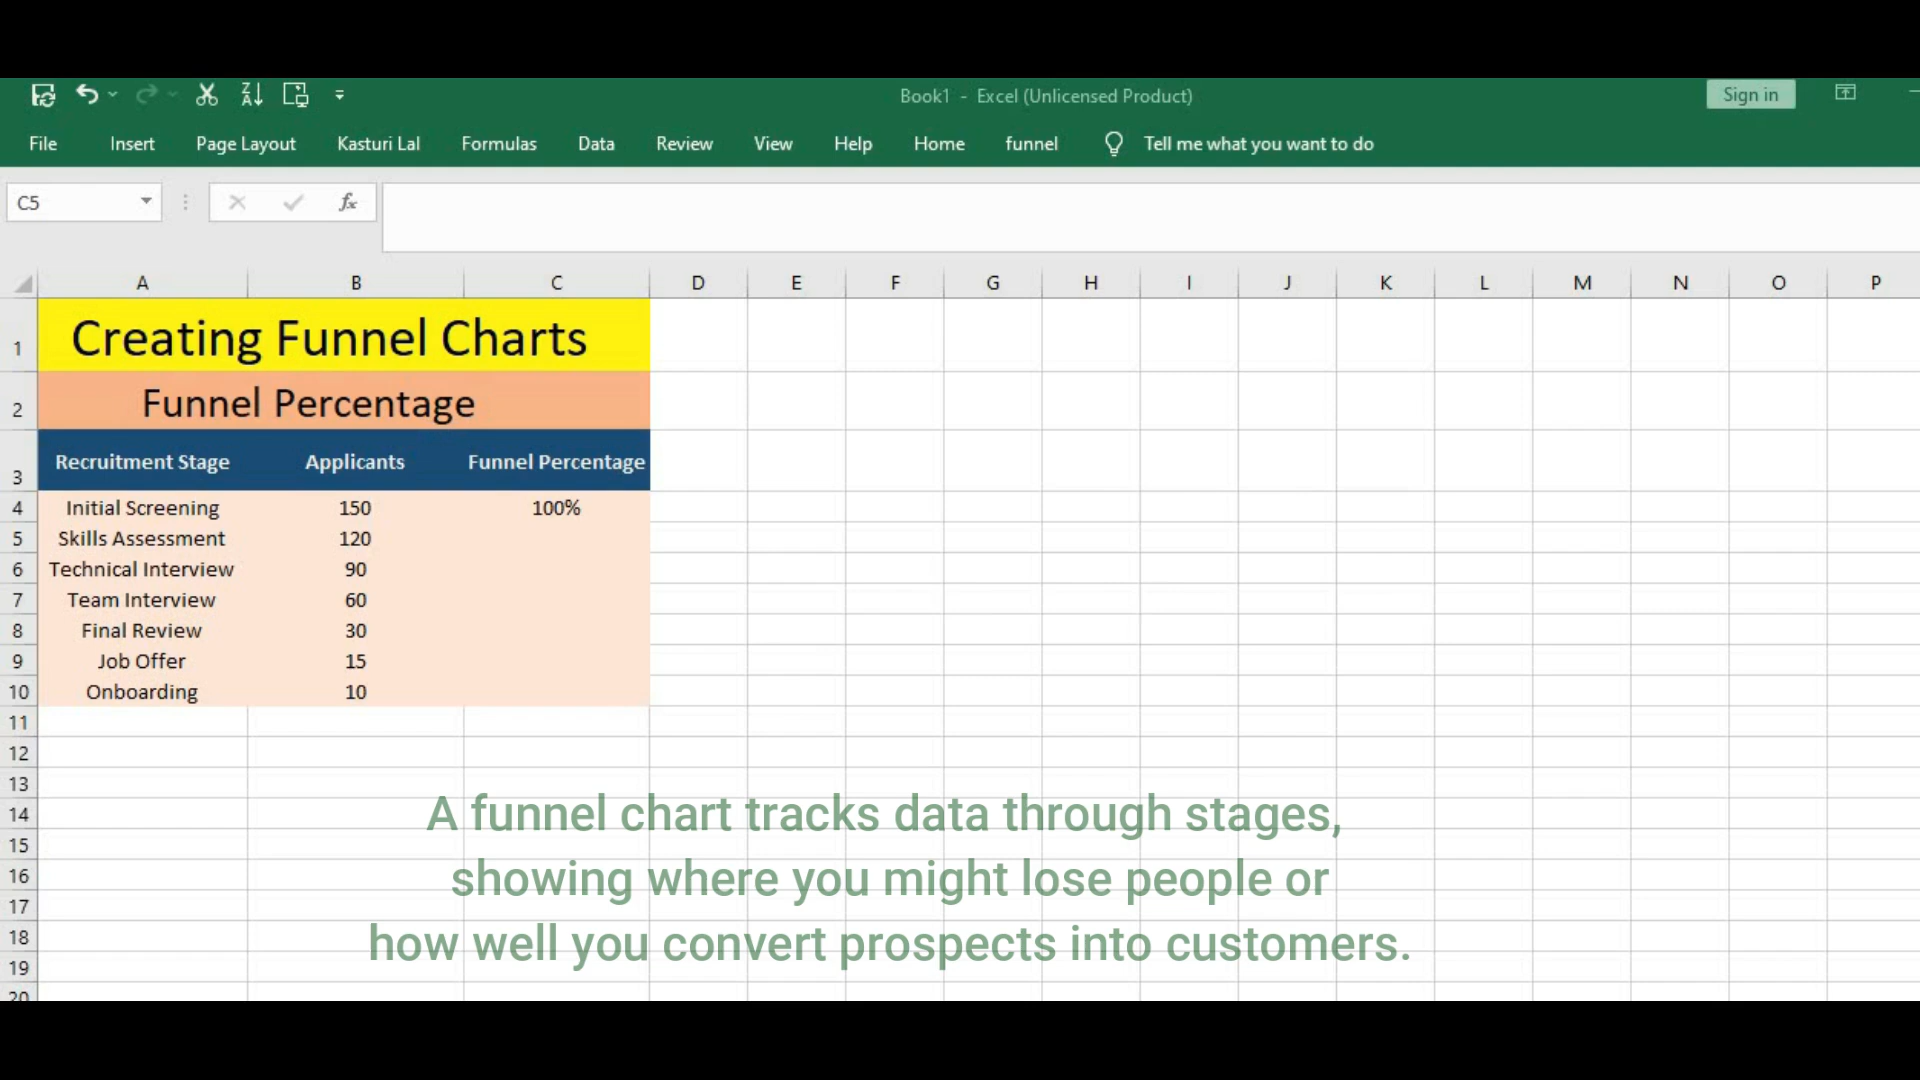 Book1 - Excel (Unlicensed Product)
Sign in
File Insert Page Layout Kasturi Lal Formulas Data Review View Help Home funnel Tell me what you want to do
C5 fx
A B C D E F G H I J K L M N O P
1 Creating Funnel Charts
2 Funnel Percentage
3 Recruitment Stage Applicants Funnel Percentage
4 Initial Screening 150 100%
5 Skills Assessment 120
6 Technical Interview 90
7 Team Interview 60
8 Final Review 30
9 Job Offer 15
10 Onboarding 10
11
12
13
14
15
16
17
18
19
20
A funnel chart tracks data through stages,
showing where you might lose people or
how well you convert prospects into customers.